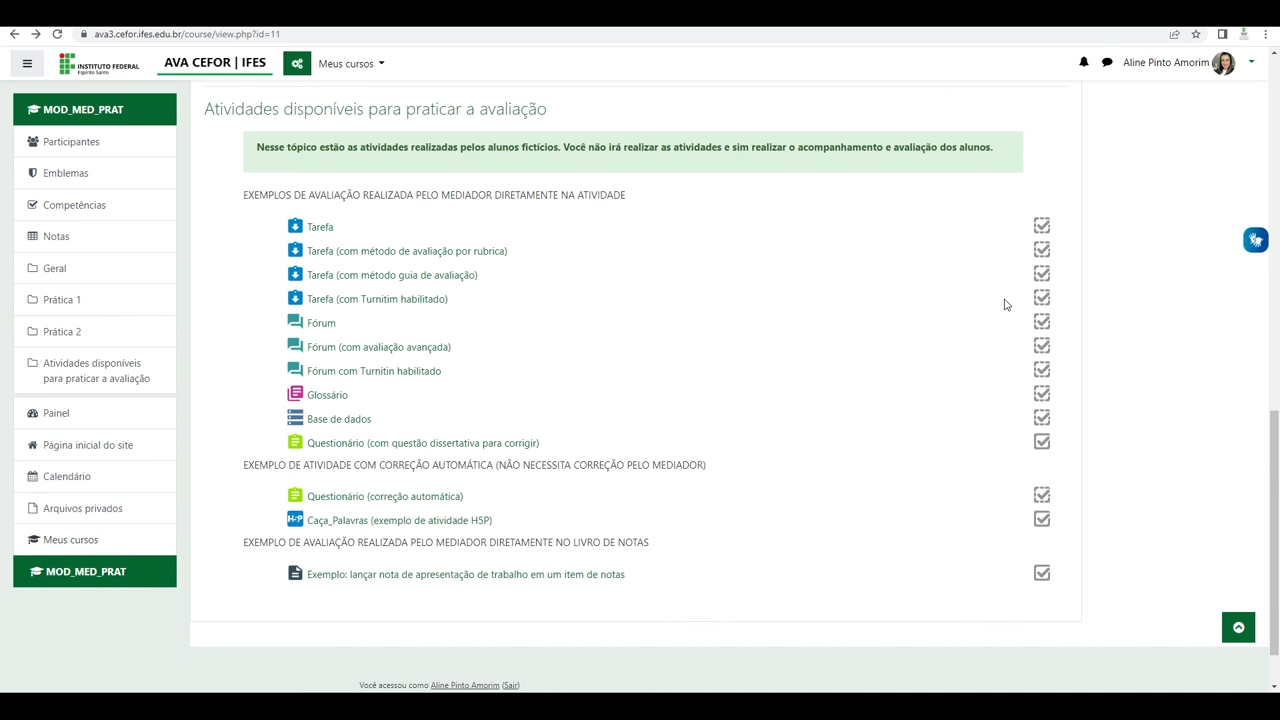 ava3.cefor.ifes.edu.br/course/view.php?id=11
INSTITUTO FEDERAL
Espírito Santo
AVA CEFOR | IFES
Meus cursos
Aline Pinto Amorim
MOD_MED_PRAT
Participantes
Emblemas
Competências
Notas
Geral
Prática 1
Prática 2
Atividades disponíveis
para praticar a avaliação
Painel
Página inicial do site
Calendário
Arquivos privados
Meus cursos
MOD_MED_PRAT
Atividades disponíveis para praticar a avaliação
Nesse tópico estão as atividades realizadas pelos alunos fictícios. Você não irá realizar as atividades e sim realizar o acompanhamento e avaliação dos alunos.
EXEMPLOS DE AVALIAÇÃO REALIZADA PELO MEDIADOR DIRETAMENTE NA ATIVIDADE
Tarefa
Tarefa (com método de avaliação por rubrica)
Tarefa (com método guia de avaliação)
Tarefa (com Turnitim habilitado)
Fórum
Fórum (com avaliação avançada)
Fórum com Turnitin habilitado
Glossário
Base de dados
Questionário (com questão dissertativa para corrigir)
EXEMPLO DE ATIVIDADE COM CORREÇÃO AUTOMÁTICA (NÃO NECESSITA CORREÇÃO PELO MEDIADOR)
Questionário (correção automática)
H-P Caça_Palavras (exemplo de atividade H5P)
EXEMPLO DE AVALIAÇÃO REALIZADA PELO MEDIADOR DIRETAMENTE NO LIVRO DE NOTAS
Exemplo: lançar nota de apresentação de trabalho em um item de notas
Você acessou como Aline Pinto Amorim (Sair)